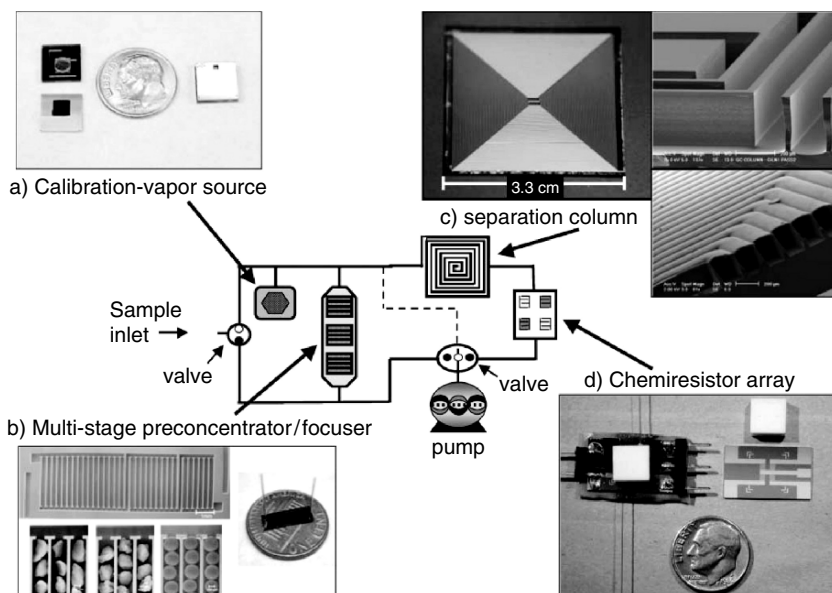 a) Calibration-vapor source
3.3 cm
c) separation column
Sample
inlet
valve
valve
pump
d) Chemiresistor array
b) Multi-stage preconcentrator/focuser
LIBERTY